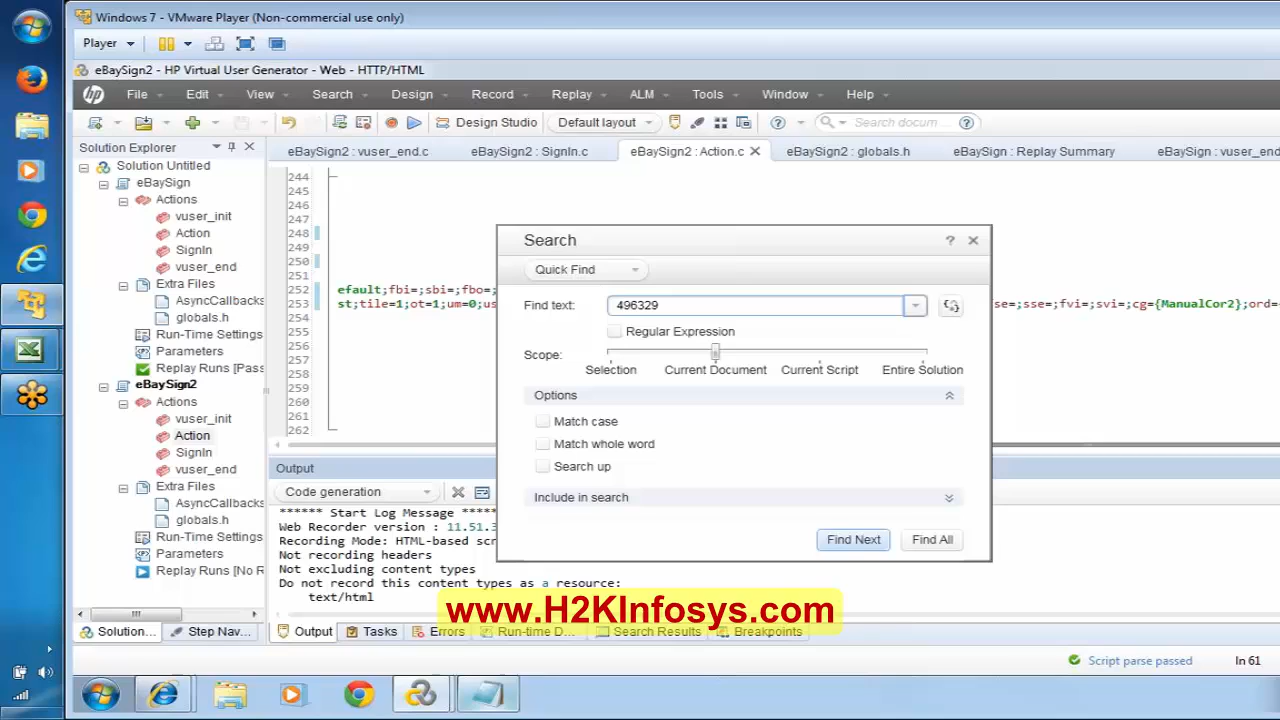 Windows 7 - VMware Player (Non-commercial use only)
Player
eBaySign2 - HP Virtual User Generator - Web - HTTP/HTML
hp File Edit View Search Design Record Replay ALM Tools Window Help
Design Studio Default layout Search docum
Solution Explorer
eBaySign2 : vuser_end.c eBaySign2 : SignIn.c eBaySign2 : Action.c eBaySign2 : globals.h eBaySign : Replay Summary eBaySign : vuser_end
Solution Untitled
eBaySign
Actions
vuser_init
Action
SignIn
vuser_end
Extra Files
AsyncCallbacks
globals.h
Run-Time Settings
Parameters
Replay Runs [Pass
eBaySign2
Actions
vuser_init
Action
SignIn
vuser_end
Extra Files
AsyncCallbacks
globals.h
Run-Time Settings
Parameters
Replay Runs [No R
Solution... Step Nav...
244
245
246
247
248
249
250
251
252 efault;fbi=;sbi=;fbo=;
253 st;tile=1;ot=1;um=0;us se=;sse=;fvi=;svi=;cg={ManualCor2};ord=
254
255
256
257
258
259
260
261
262
Search
Quick Find
Find text: 496329
Regular Expression
Scope:
Selection Current Document Current Script Entire Solution
Options
Match case
Match whole word
Search up
Include in search
Find Next Find All
Output
Code generation
****** Start Log Message *****
Web Recorder version : 11.51.3
Recording Mode: HTML-based scr
Not recording headers
Not excluding content types
Do not record this content types as a resource:
text/html
www.H2KInfosys.com
Output Tasks Errors Run-time D... Search Results Breakpoints
Script parse passed ln 61